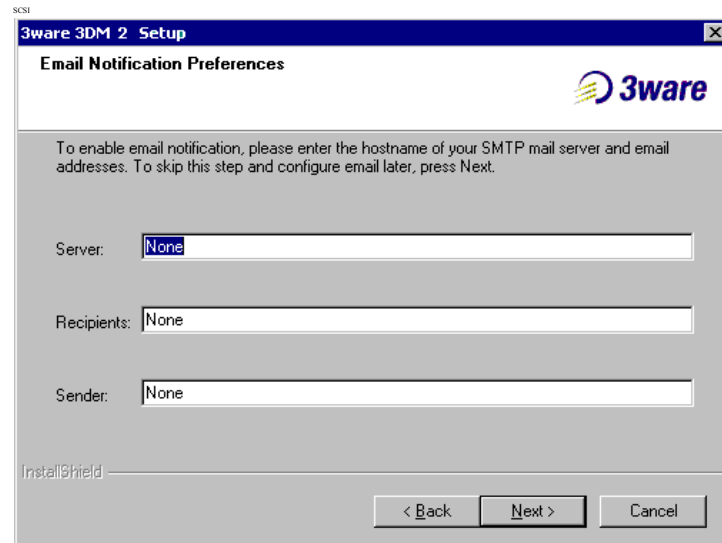 SCSI
3ware 3DM 2 Setup
Email Notification Preferences
3ware
To enable email notification, please enter the hostname of your SMTP mail server and email
addresses. To skip this step and configure email later, press Next.
Server: None
Recipients: None
Sender: None
InstallShield
< Back Next > Cancel